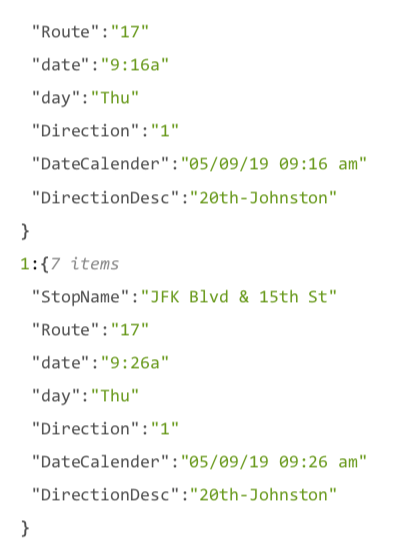 "Route":"17"
"date":"9:16a"
"day":"Thu"
"Direction":"1"
"DateCalender":"05/09/19 09:16 am"
"DirectionDesc":"20th-Johnston"
}
1:{7 items
"StopName":"JFK Blvd & 15th St"
"Route":"17"
"date":"9:26a"
"day":"Thu"
"Direction":"1"
"DateCalender":"05/09/19 09:26 am"
"DirectionDesc":"20th-Johnston"
}